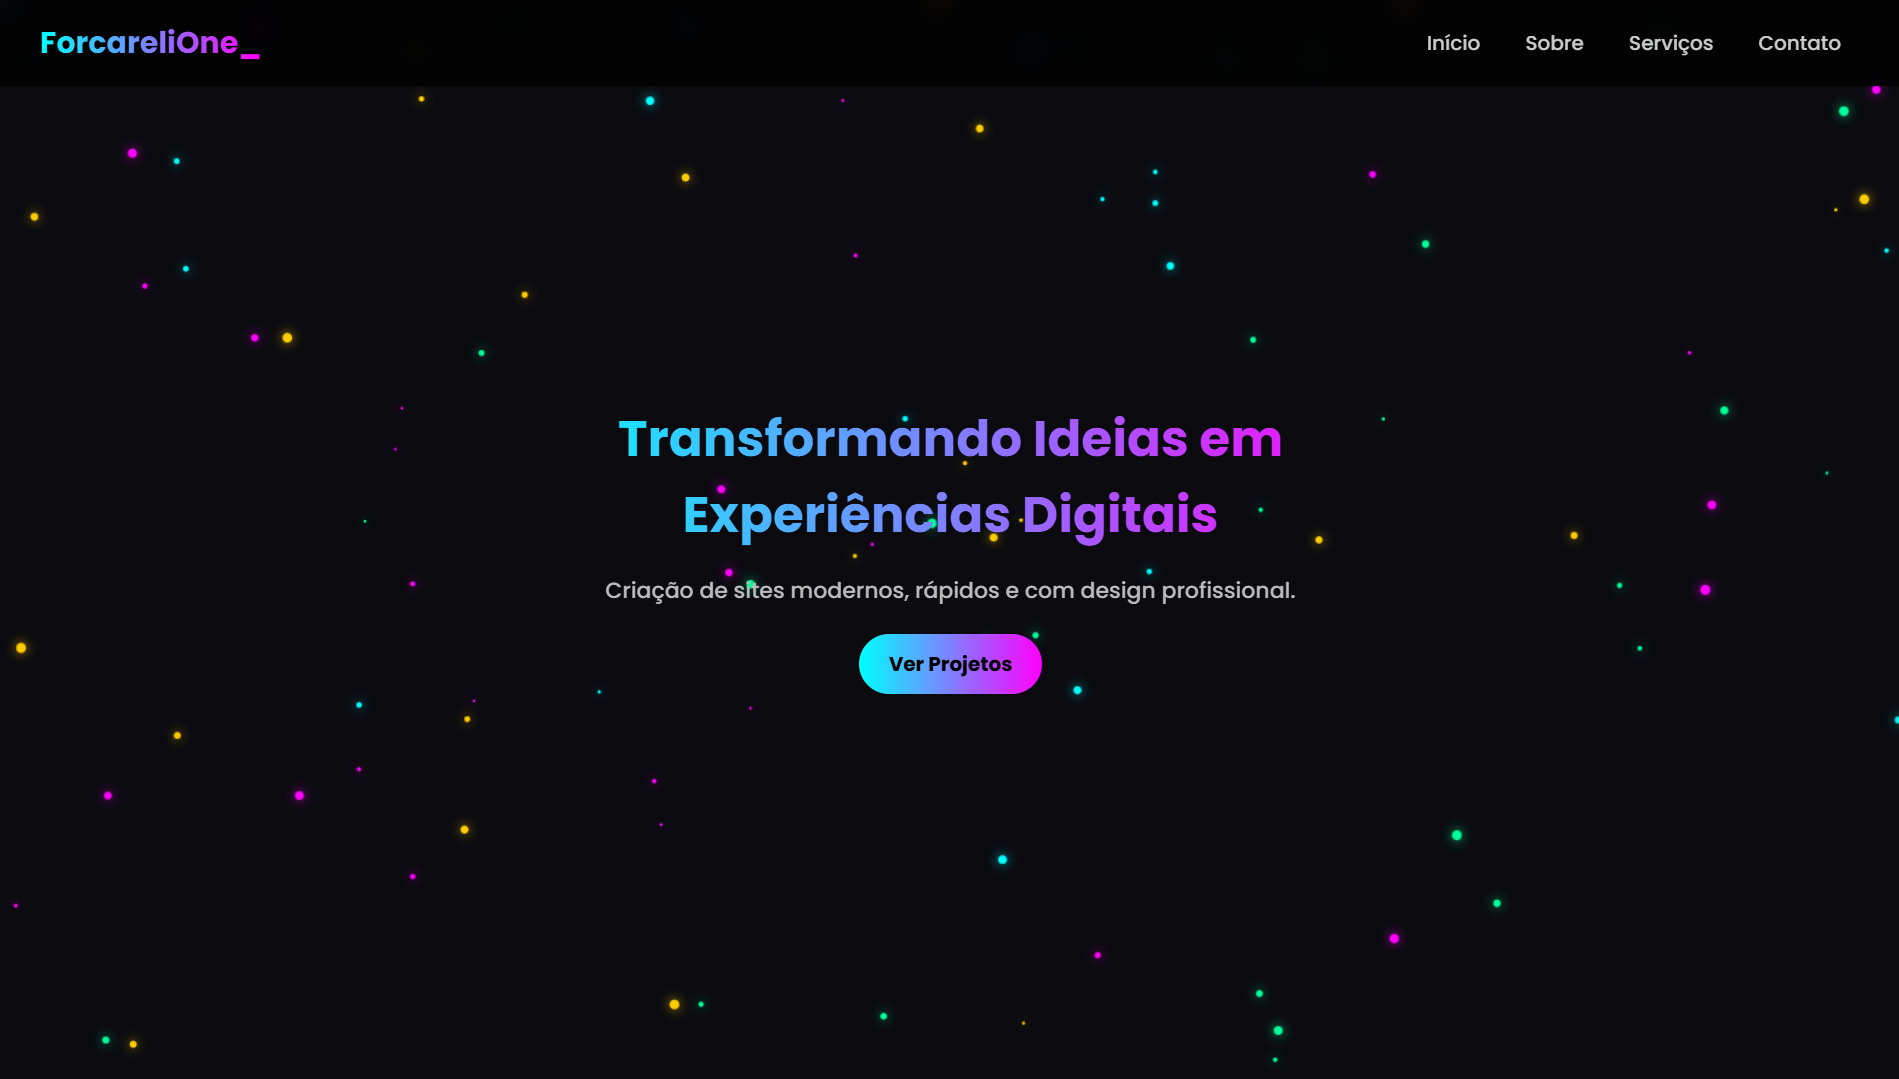 ForcareliOne_
Início Sobre Serviços Contato
Transformando Ideias em
Experiências Digitais
Criação de sites modernos, rápidos e com design profissional.
Ver Projetos